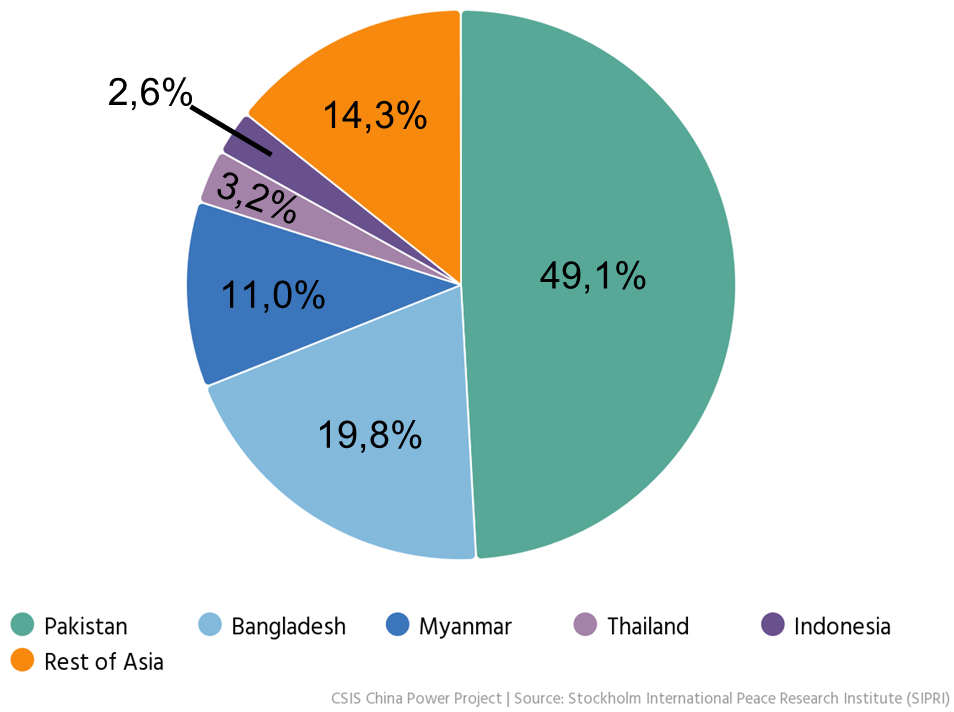 2,6%
14,3%
3,2%
49,1%
11,0%
19,8%
Pakistan Bangladesh Myanmar Thailand Indonesia
Rest of Asia
CSIS China Power Project | Source: Stockholm International Peace Research Institute (SIPRI)